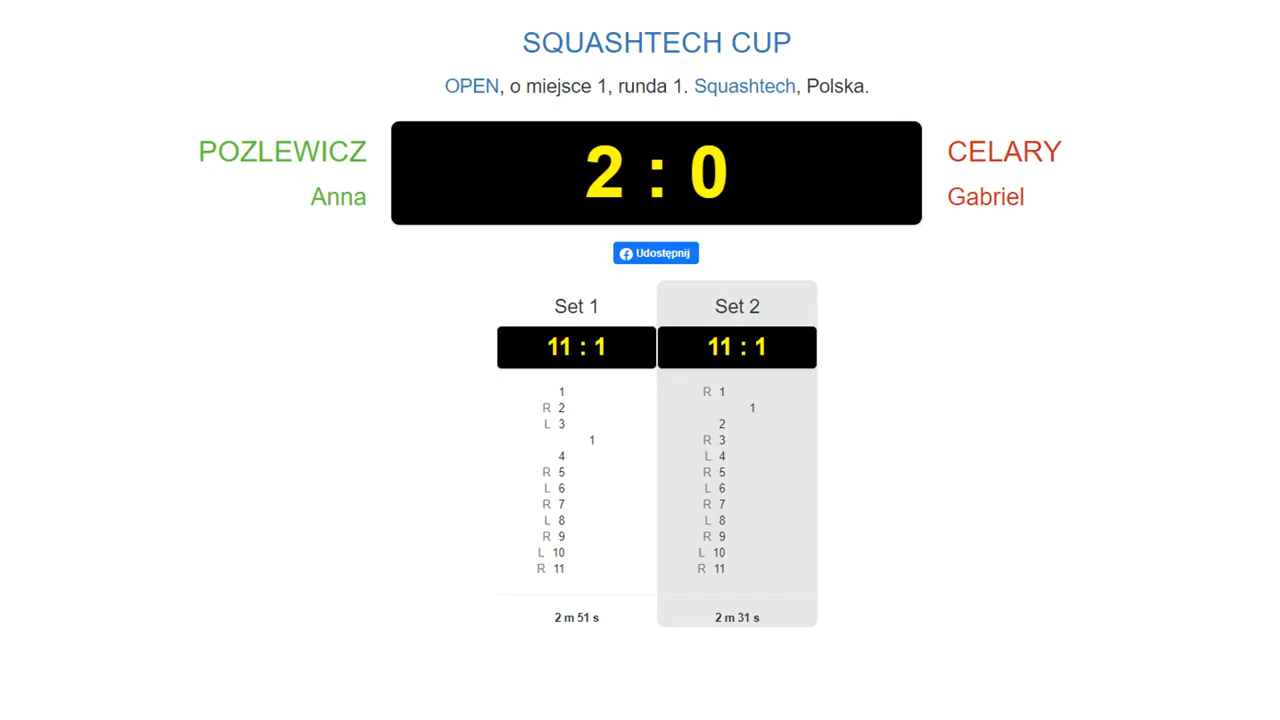 SQUASHTECH CUP
OPEN, o miejsce 1, runda 1. Squashtech, Polska.
POZLEWICZ
Anna
2 : 0
CELARY
Gabriel
Udostępnij
Set 1
11 : 1
1
R 2
L 3
1
4
R 5
L 6
R 7
L 8
R 9
L 10
R 11
2 m 51 s
Set 2
11 : 1
R 1
1
2
R 3
L 4
R 5
L 6
R 7
L 8
R 9
L 10
R 11
2 m 31 s